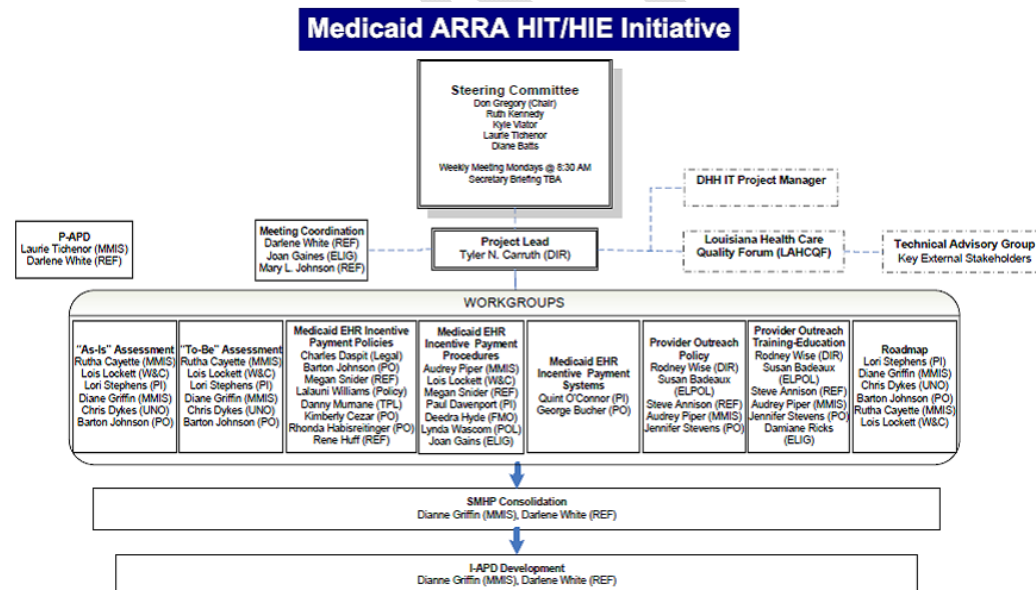 Medicaid ARRA HIT/HIE Initiative
Steering Committee
Don Gregory (Chair)
Ruth Kennedy
Kyle Viator
Laurie Tichenor
Diane Batts
Weekly Meeting Mondays @ 8:30 AM
Secretary Briefing TBA
DHH IT Project Manager
P-APD
Laurie Tichenor (MMIS)
Darlene White (REF)
Meeting Coordination
Darlene White (REF)
Joan Gaines (ELIG)
Mary L. Johnson (REF)
Project Lead
Tyler N. Carruth (DIR)
Louisiana Health Care
Quality Forum (LAHCQF)
Technical Advisory Group
Key External Stakeholders
WORKGROUPS
"As-Is" Assessment
Rutha Cayette (MMIS)
Lois Lockett (W&C)
Lori Stephens (PI)
Diane Griffin (MMIS)
Chris Dykes (UNO)
Barton Johnson (PO)
"To-Be" Assessment
Rutha Cayette (MMIS)
Lois Lockett (W&C)
Lori Stephens (PI)
Diane Griffin (MMIS)
Chris Dykes (UNO)
Barton Johnson (PO)
Medicaid EHR Incentive
Payment Policies
Charles Daspit (Legal)
Barton Johnson (PO)
Megan Snider (REF)
Lalauni Williams (Policy)
Danny Murnane (TPL)
Kimberly Cezar (PO)
Rhonda Habisreitinger (PO)
Rene Huff (REF)
Medicaid EHR
Incentive Payment
Procedures
Audrey Piper (MMIS)
Lois Lockett (W&C)
Megan Snider (REF)
Paul Davenport (PI)
Deedra Hyde (FMO)
Lynda Wascom (POL)
Joan Gains (ELIG)
Medicaid EHR
Incentive Payment Systems
Quint O'Connor (PI)
George Bucher (PO)
Provider Outreach
Policy
Rodney Wise (DIR)
Susan Badeaux
(ELPOL)
Steve Annison (REF)
Audrey Piper (MMIS)
Jennifer Stevens (PO)
Provider Outreach
Training-Education
Rodney Wise (DIR)
Susan Badeaux
(ELPOL)
Steve Annison (REF)
Audrey Piper (MMIS)
Jennifer Stevens (PO)
Damiane Ricks
(ELIG)
Roadmap
Lori Stephens (PI)
Diane Griffin (MMIS)
Chris Dykes (UNO)
Barton Johnson (PO)
Rutha Cayette (MMIS)
Lois Lockett (W&C)
SMHP Consolidation
Dianne Griffin (MMIS), Darlene White (REF)
I-APD Development
Dianne Griffin (MMIS), Darlene White (REF)